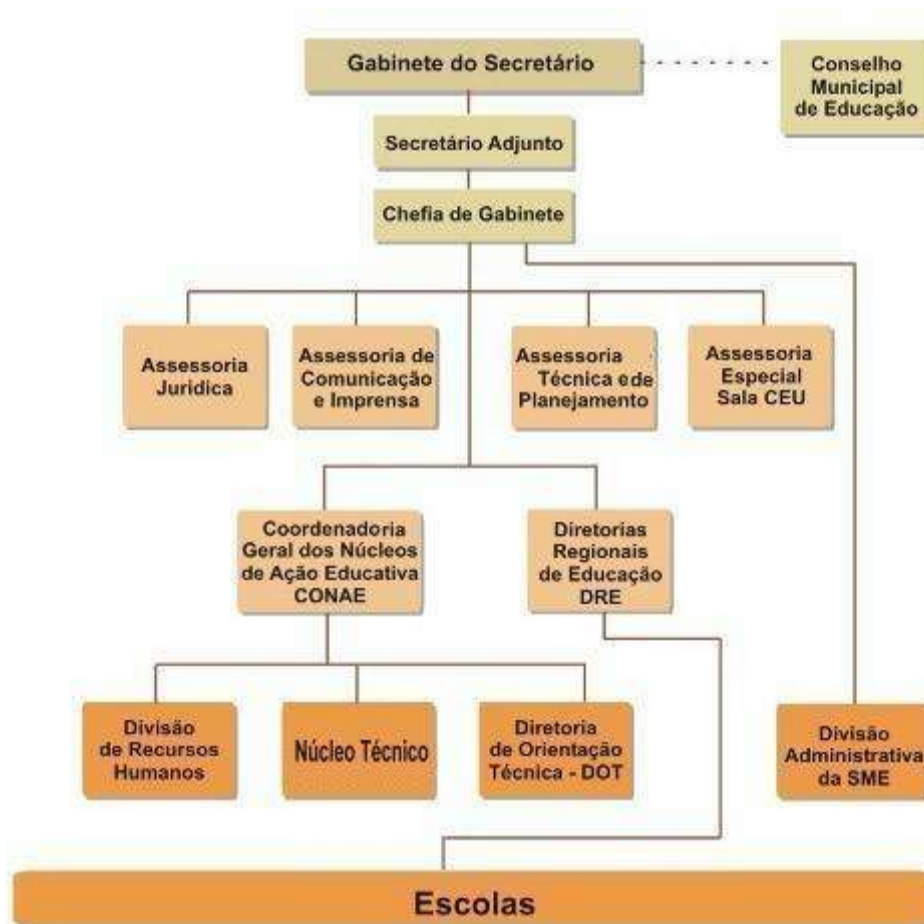 Gabinete do Secretário
Conselho
Municipal
de Educação
Secretário Adjunto
Chefia de Gabinete
Assessoria
Juridica
Assessoria de
Comunicação
e Imprensa
Assessoria
Técnica e de
Planejamento
Assessoria
Especial
Sala CEU
Coordenadoria
Geral dos Núcleos
de Ação Educativa
CONAE
Diretorias
Regionais
de Educação
DRE
Divisão
de Recursos
Humanos
Núcleo Técnico
Diretoria
de Orientação
Técnica - DOT
Divisão
Administrativa
da SME
Escolas